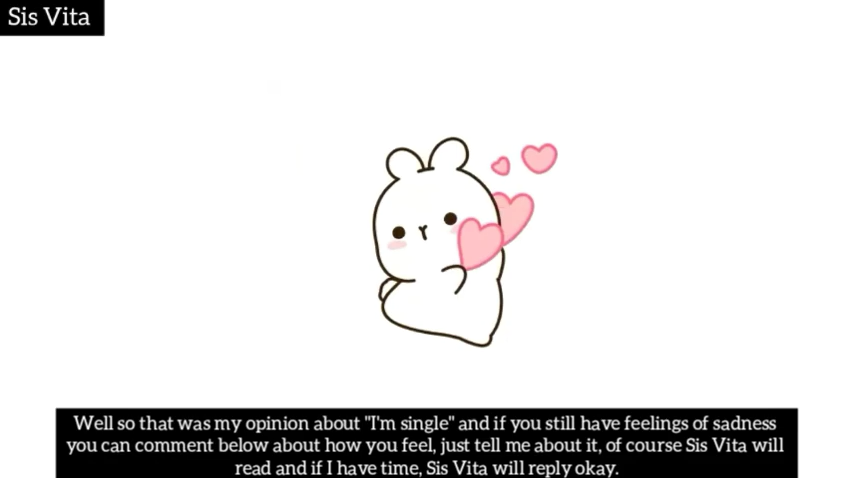 Sis Vita
Well so that was my opinion about "I'm single" and if you still have feelings of sadness
you can comment below about how you feel, just tell me about it, of course Sis Vita will
read and if I have time, Sis Vita will reply okay.